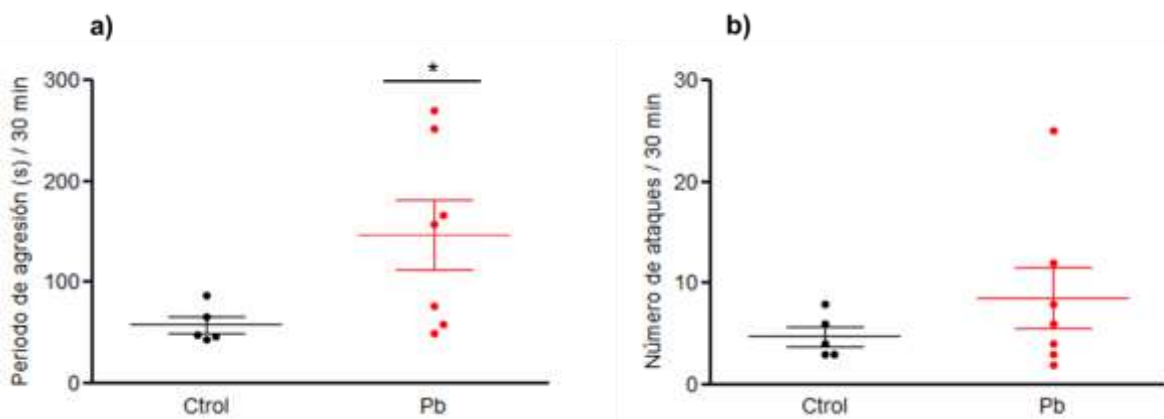 a)
Periodo de agresión (s) / 30 min
300
200
100
0
*
Ctrol
Pb
b)
Número de ataques / 30 min
30
20
10
0
Ctrol
Pb